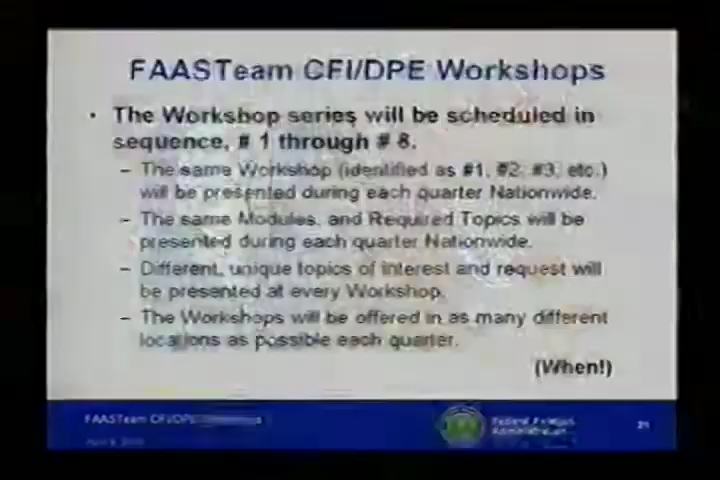 FAASTeam CFI/DPE Workshops
• The Workshop series will be scheduled in
sequence, # 1 through # 8.
– The same Workshop (identified as #1, #2, #3, etc.)
will be presented during each quarter Nationwide.
– The same Modules, and Required Topics will be
presented during each quarter Nationwide.
– Different, unique topics of interest and request will
be presented at every Workshop.
– The Workshops will be offered in as many different
locations as possible each quarter.
(When!)
FAASTeam CFI/DPE
Federal Aviation
Administration